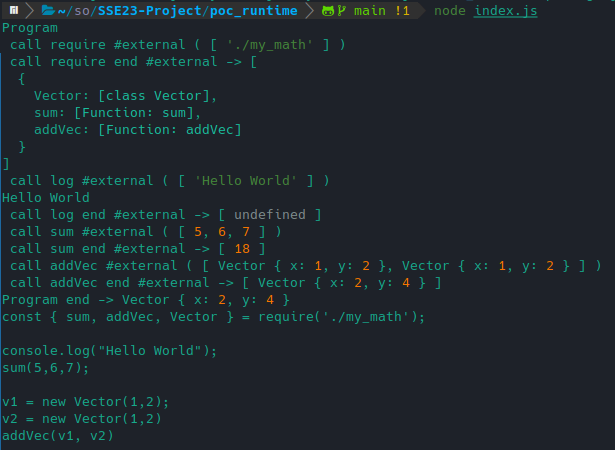 ~/so/SSE23-Project/poc_runtime main !1 node index.js
Program
 call require #external ( [ './my_math' ] )
 call require end #external -> [
  {
    Vector: [class Vector],
    sum: [Function: sum],
    addVec: [Function: addVec]
  }
]
 call log #external ( [ 'Hello World' ] )
Hello World
 call log end #external -> [ undefined ]
 call sum #external ( [ 5, 6, 7 ] )
 call sum end #external -> [ 18 ]
 call addVec #external ( [ Vector { x: 1, y: 2 }, Vector { x: 1, y: 2 } ] )
 call addVec end #external -> [ Vector { x: 2, y: 4 } ]
Program end -> Vector { x: 2, y: 4 }
const { sum, addVec, Vector } = require('./my_math');

console.log("Hello World");
sum(5,6,7);

v1 = new Vector(1,2);
v2 = new Vector(1,2)
addVec(v1, v2)